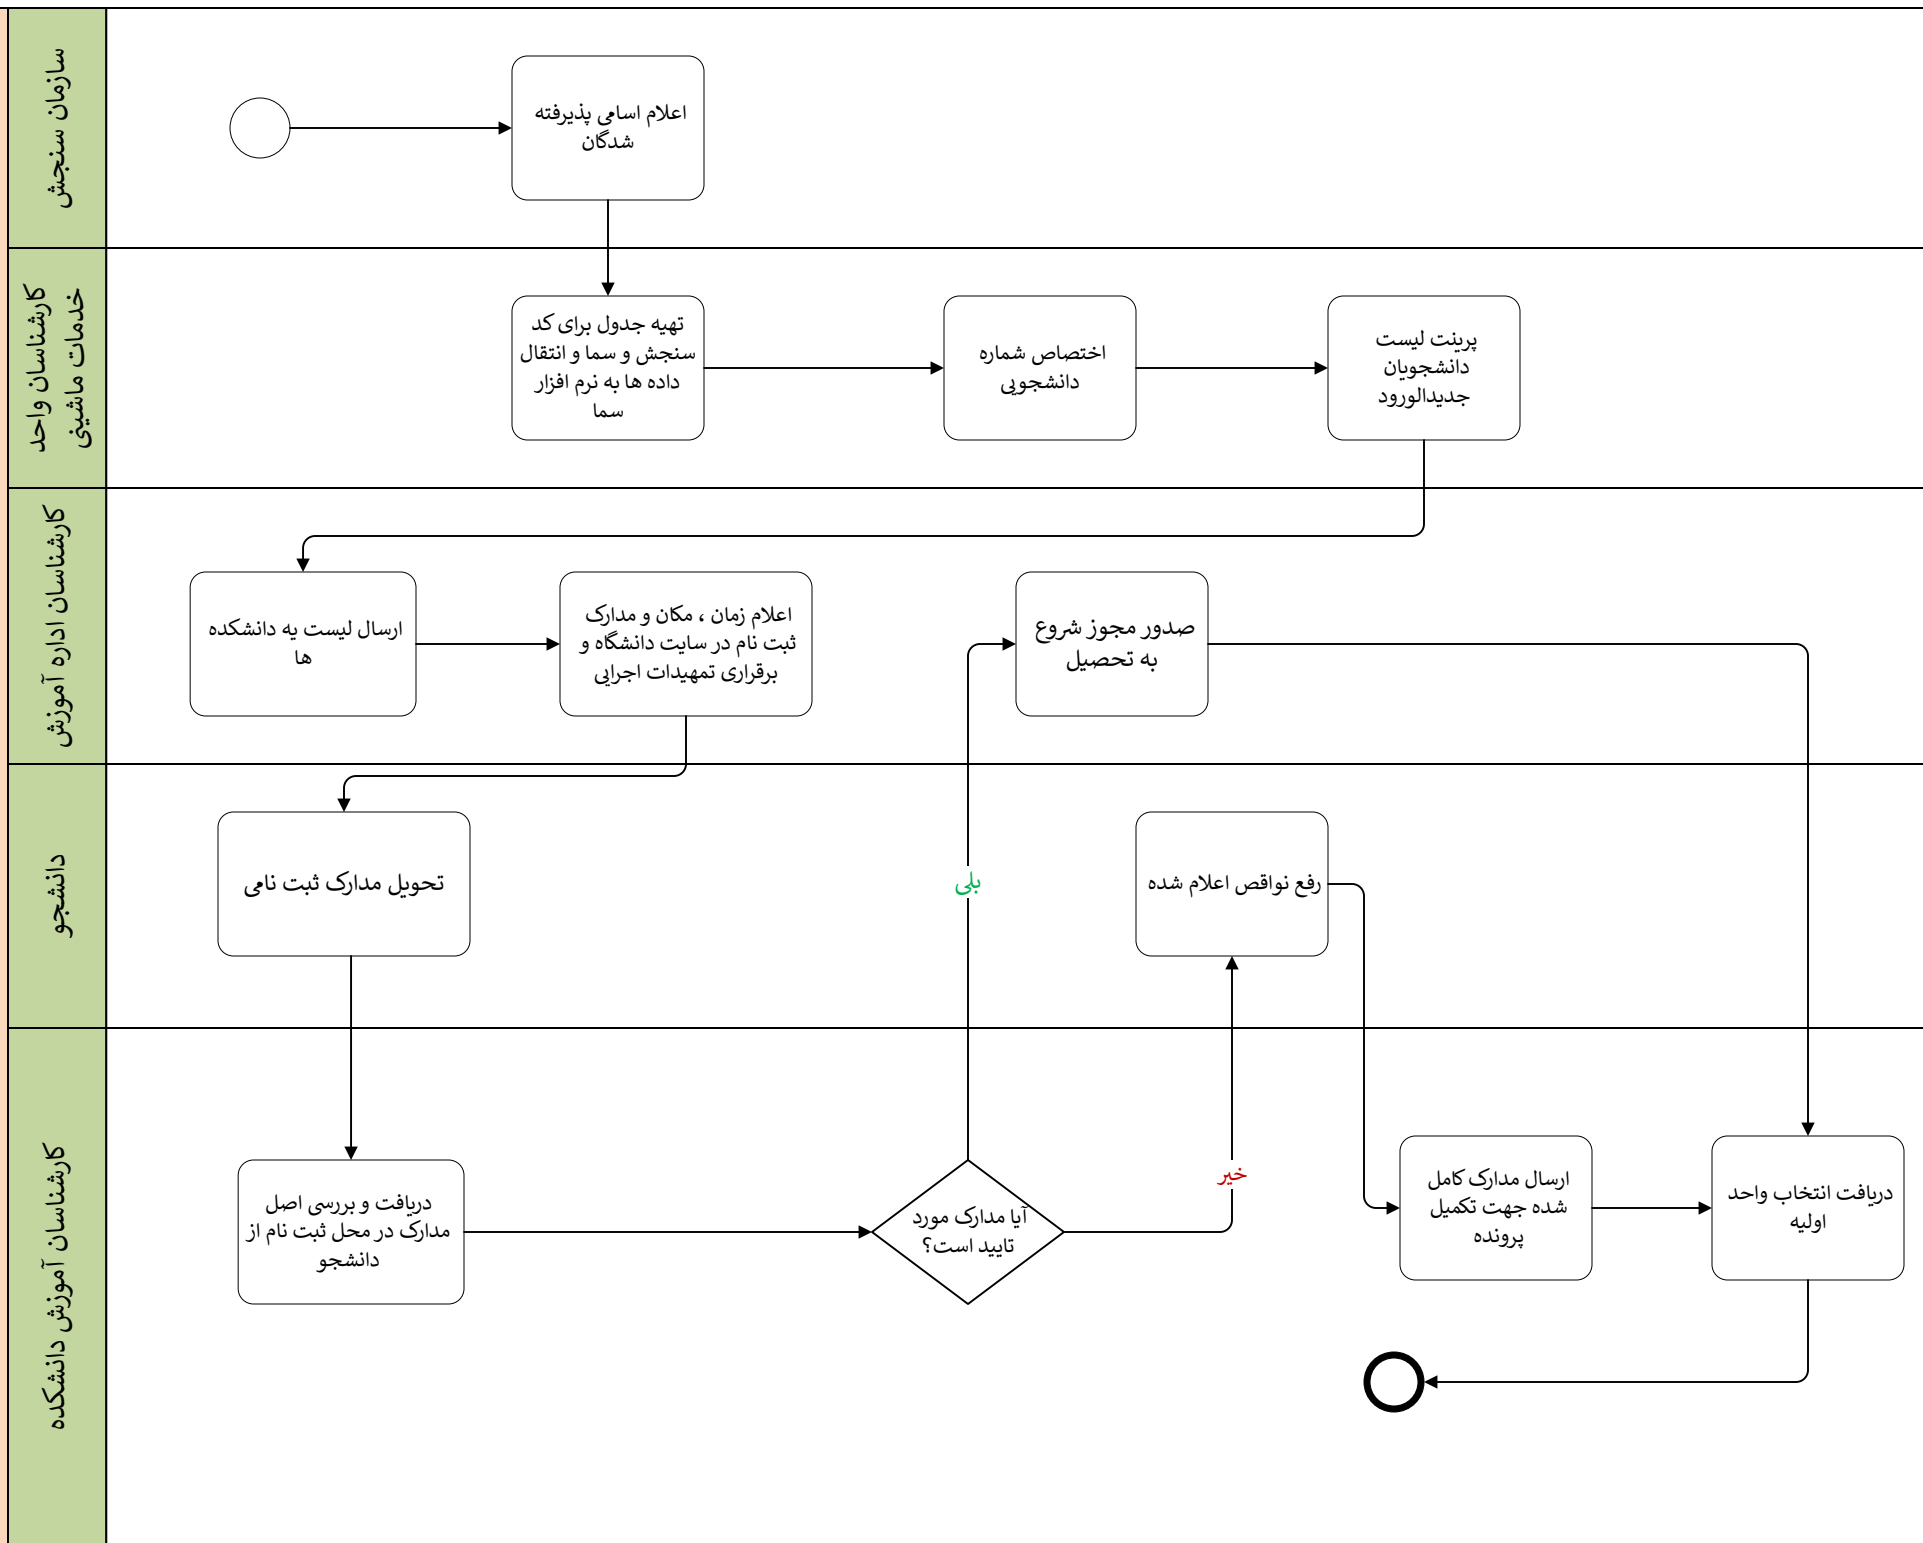 سازمان سنجش
اعلام اسامی پذیرفته
شدگان
کارشناسان واحد
خدمات ماشینی
تهیه جدول برای کد
سنجش و سما و انتقال
داده ها به نرم افزار
سما
اختصاص شماره
دانشجویی
پرینت لیست
دانشجویان
جدیدالورود
کارشناسان اداره آموزش
ارسال لیست یه دانشکده
ها
اعلام زمان ، مکان و مدارک
ثبت نام در سایت دانشگاه و
برقراری تمهیدات اجرایی
صدور مجوز شروع
به تحصیل
دانشجو
تحویل مدارک ثبت نامی
بلی
رفع نواقص اعلام شده
کارشناسان آموزش دانشکده
دریافت و بررسی اصل
مدارک در محل ثبت نام از
دانشجو
آیا مدارک مورد
تایید است؟
خیر
ارسال مدارک کامل
شده جهت تکمیل
پرونده
دریافت انتخاب واحد
اولیه